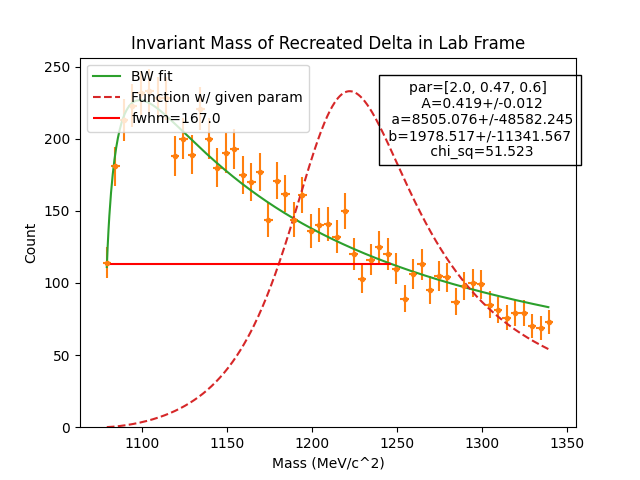 Invariant Mass of Recreated Delta in Lab Frame
BW fit
Function w/ given param
fwhm=167.0
par=[2.0, 0.47, 0.6]
A=0.419+/-0.012
a=8505.076+/-48582.245
b=1978.517+/-11341.567
chi_sq=51.523
Count
250
200
150
100
50
0
1100
1150
1200
1250
1300
1350
Mass (MeV/c^2)